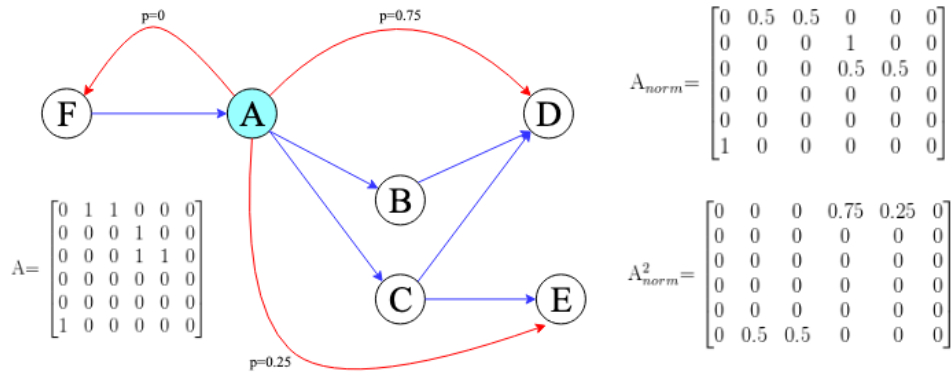 p=0
p=0.75
F
A
D
B
C
E
p=0.25
A=
0 1 1 0 0 0
0 0 0 1 0 0
0 0 0 1 1 0
0 0 0 0 0 0
0 0 0 0 0 0
1 0 0 0 0 0
Anorm=
0 0.5 0.5 0 0 0
0 0 0 1 0 0
0 0 0 0.5 0.5 0
0 0 0 0 0 0
0 0 0 0 0 0
1 0 0 0 0 0
A²norm=
0 0 0 0.75 0.25 0
0 0 0 0 0 0
0 0 0 0 0 0
0 0 0 0 0 0
0 0 0 0 0 0
0 0.5 0.5 0 0 0